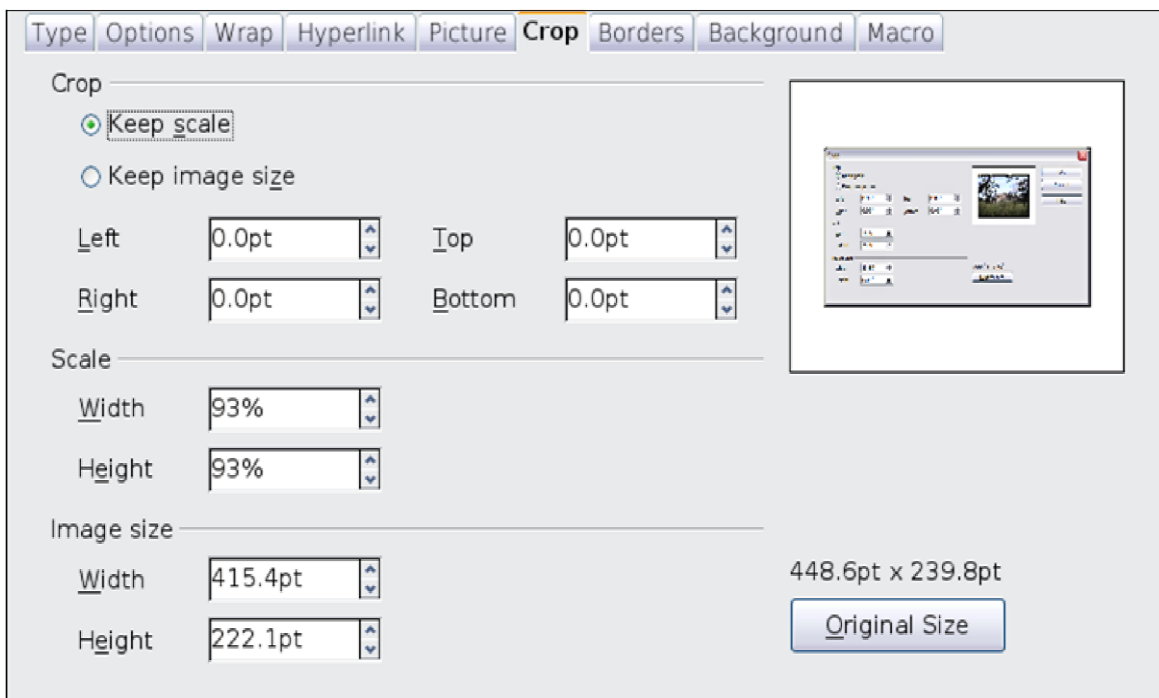 Type Options Wrap Hyperlink Picture Crop Borders Background Macro
Crop
Keep scale
Keep image size
Left 0.0pt Top 0.0pt
Right 0.0pt Bottom 0.0pt
Scale
Width 93%
Height 93%
Image size
Width 415.4pt
Height 222.1pt
448.6pt x 239.8pt
Original Size